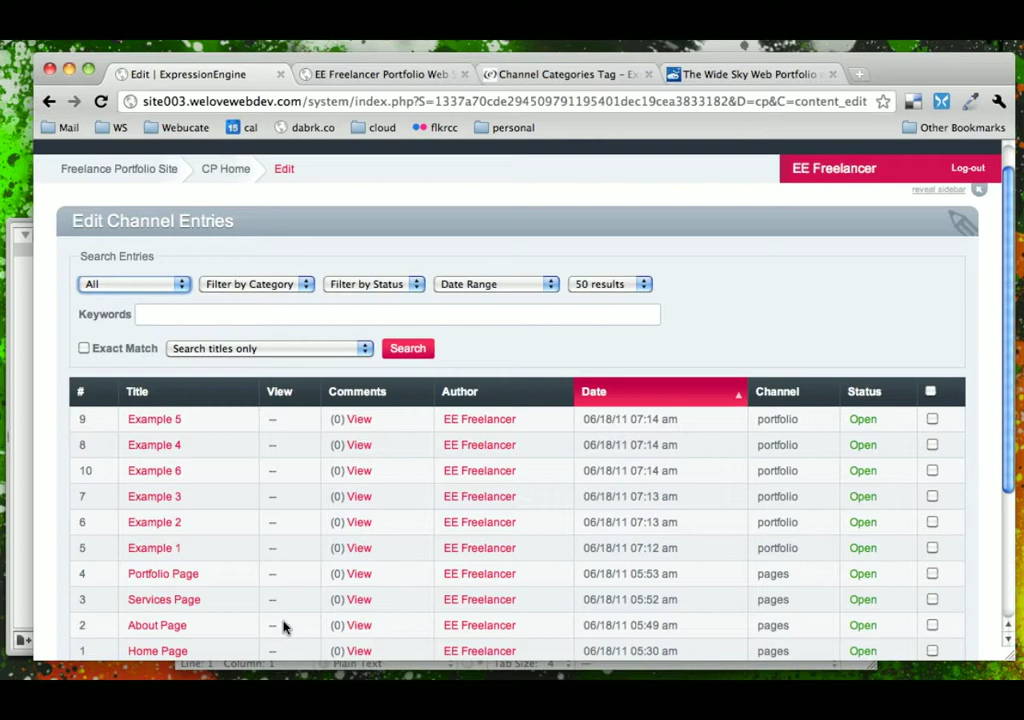 Edit | ExpressionEngine
EE Freelancer Portfolio Web S
Channel Categories Tag – Ex
The Wide Sky Web Portfolio
site003.welovewebdev.com/system/index.php?S=1337a70cde294509791195401dec19cea3833182&D=cp&C=content_edit
Mail WS Webucate 15 cal dabrk.co cloud flkrcc personal Other Bookmarks
Freelance Portfolio Site CP Home Edit EE Freelancer Log-out
reveal sidebar
Edit Channel Entries
Search Entries
All Filter by Category Filter by Status Date Range 50 results
Keywords
Exact Match Search titles only Search
# Title View Comments Author Date Channel Status
9 Example 5 -- (0) View EE Freelancer 06/18/11 07:14 am portfolio Open
8 Example 4 -- (0) View EE Freelancer 06/18/11 07:14 am portfolio Open
10 Example 6 -- (0) View EE Freelancer 06/18/11 07:14 am portfolio Open
7 Example 3 -- (0) View EE Freelancer 06/18/11 07:13 am portfolio Open
6 Example 2 -- (0) View EE Freelancer 06/18/11 07:13 am portfolio Open
5 Example 1 -- (0) View EE Freelancer 06/18/11 07:12 am portfolio Open
4 Portfolio Page -- (0) View EE Freelancer 06/18/11 05:53 am pages Open
3 Services Page -- (0) View EE Freelancer 06/18/11 05:52 am pages Open
2 About Page -- (0) View EE Freelancer 06/18/11 05:49 am pages Open
1 Home Page -- (0) View EE Freelancer 06/18/11 05:30 am pages Open
Line: 1 Column: 1 Plain Text Tab Size: 4 —